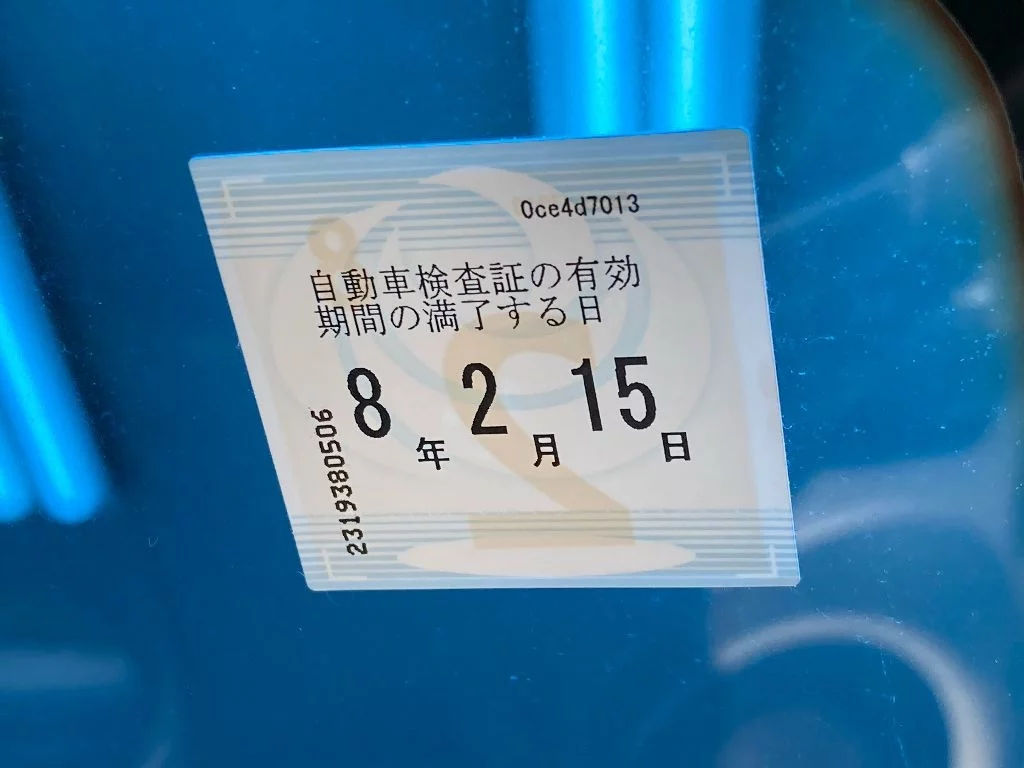 0ce4d7013
自動車検査証の有効
期間の満了する日
8年2月15日
2319380506